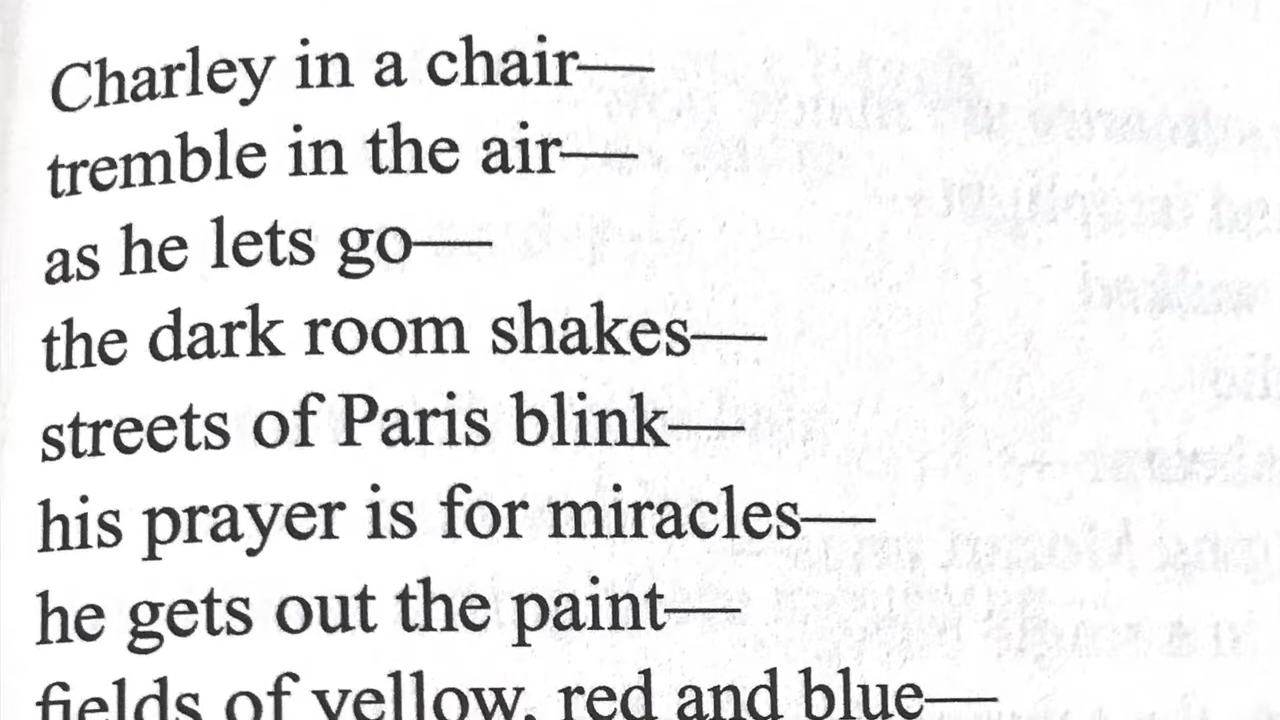 Charley in a chair—
tremble in the air—
as he lets go—
the dark room shakes—
streets of Paris blink—
his prayer is for miracles—
he gets out the paint—
fields of yellow, red and blue—